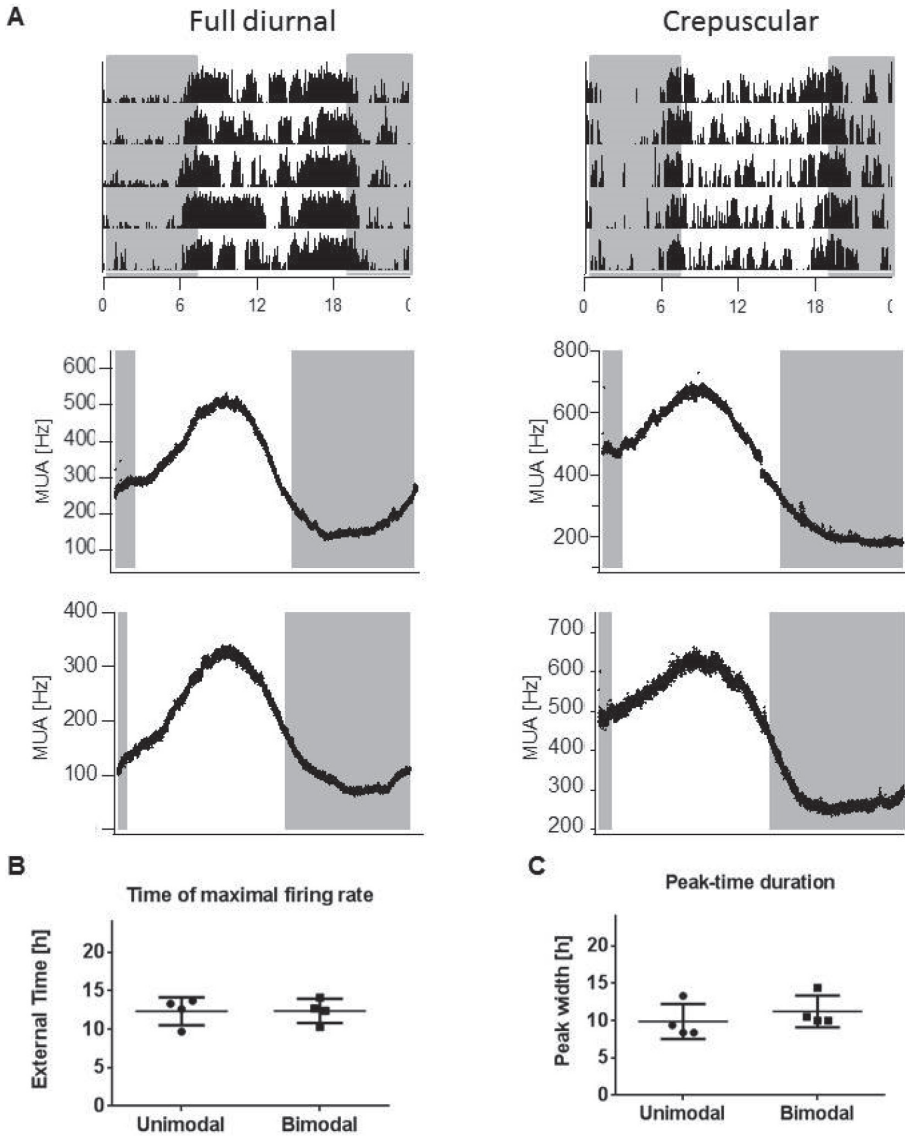 A
Full diurnal
Crepuscular
0 6 12 18
0 6 12 18
MUA [Hz]
500
400
300
200
100
MUA [Hz]
800
600
400
200
MUA [Hz]
400
300
200
100
MUA [Hz]
700
600
500
400
300
200
B
Time of maximal firing rate
External Time [h]
20
15
10
5
0
Unimodal Bimodal
C
Peak-time duration
Peak width [h]
20
15
10
5
0
Unimodal Bimodal